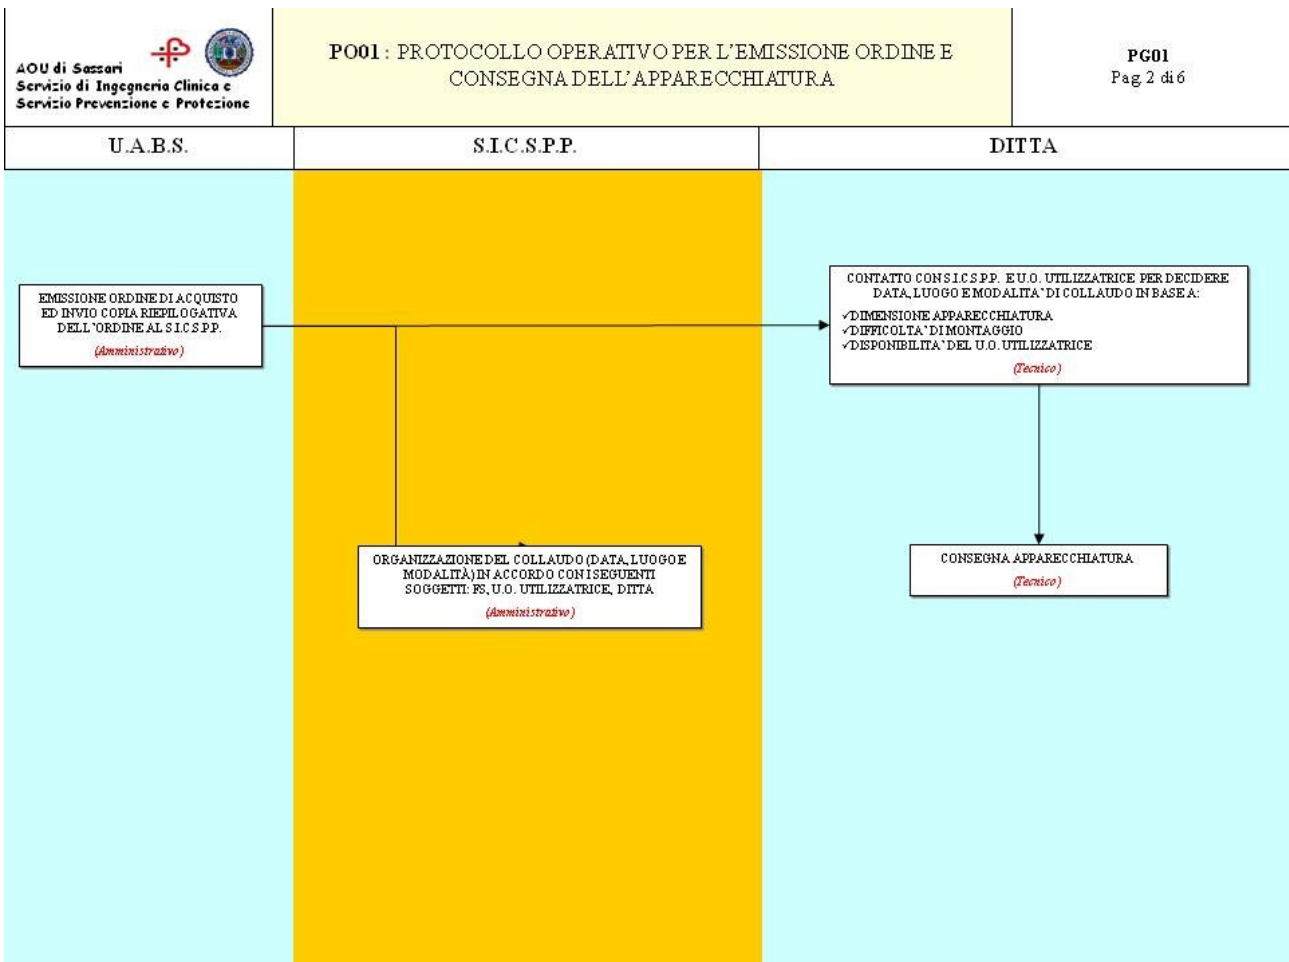 AOU di Sassari
Servizio di Ingegneria Clinica e
Servizio Prevenzione e Protezione
PO01 : PROTOCOLLO OPERATIVO PER L'EMISSIONE ORDINE E
CONSEGNA DELL'APPARECCHIATURA
PG01
Pag. 2 di 6
U.A.B.S.
S.I.C.S.P.P.
DITTA
EMISSIONE ORDINE DI ACQUISTO
ED INVIO COPIA RIEPILOGATIVA
DELL'ORDINE AL S.I.C.S.P.P.
(Amministrativo)
CONTATTO CON S.I.C.S.P.P. E U.O. UTILIZZATRICE PER DECIDERE
DATA, LUOGO E MODALITA' DI COLLAUDO IN BASE A:
✓DIMENSIONE APPARECCHIATURA
✓DIFFICOLTA' DI MONTAGGIO
✓DISPONIBILITA' DEL U.O. UTILIZZATRICE
(Tecnico)
ORGANIZZAZIONE DEL COLLAUDO (DATA, LUOGO E
MODALITÀ) IN ACCORDO CON I SEGUENTI
SOGGETTI: FS, U.O. UTILIZZATRICE, DITTA
(Amministrativo)
CONSEGNA APPARECCHIATURA
(Tecnico)